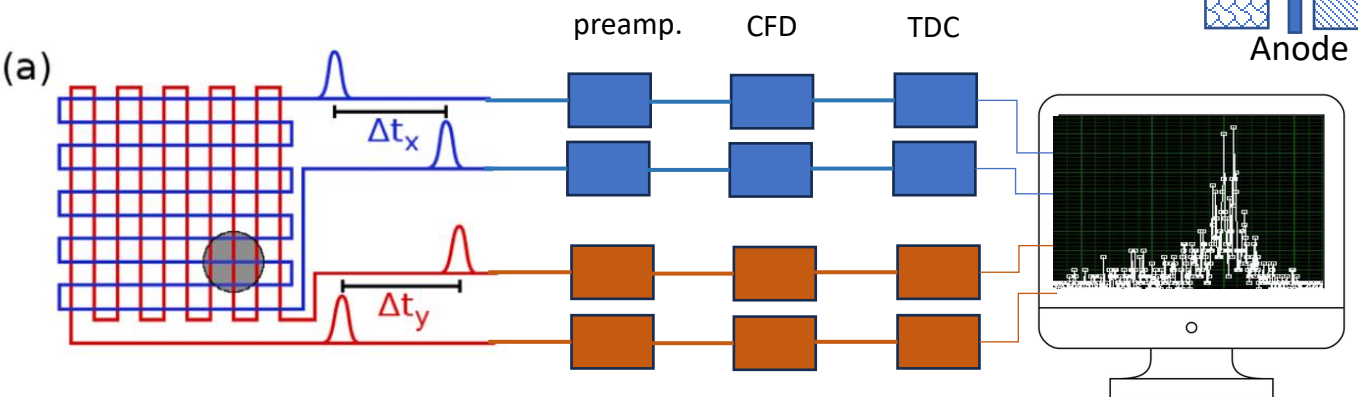 preamp. CFD TDC
Anode
(a)
Δtx
Δty